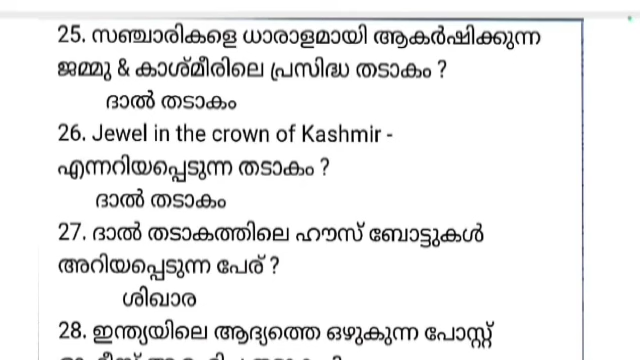 25. സഞ്ചാരികളെ ധാരാളമായി ആകർഷിക്കുന്ന
ജമ്മു & കാശ്മീരിലെ പ്രസിദ്ധ തടാകം ?
ദാൽ തടാകം
26. Jewel in the crown of Kashmir -
എന്നറിയപ്പെടുന്ന തടാകം ?
ദാൽ തടാകം
27. ദാൽ തടാകത്തിലെ ഹൗസ് ബോട്ടുകൾ
അറിയപ്പെടുന്ന പേര് ?
ശിഖാര
28. ഇന്ത്യയിലെ ആദ്യത്തെ ഒഴുകുന്ന പോസ്റ്റ്